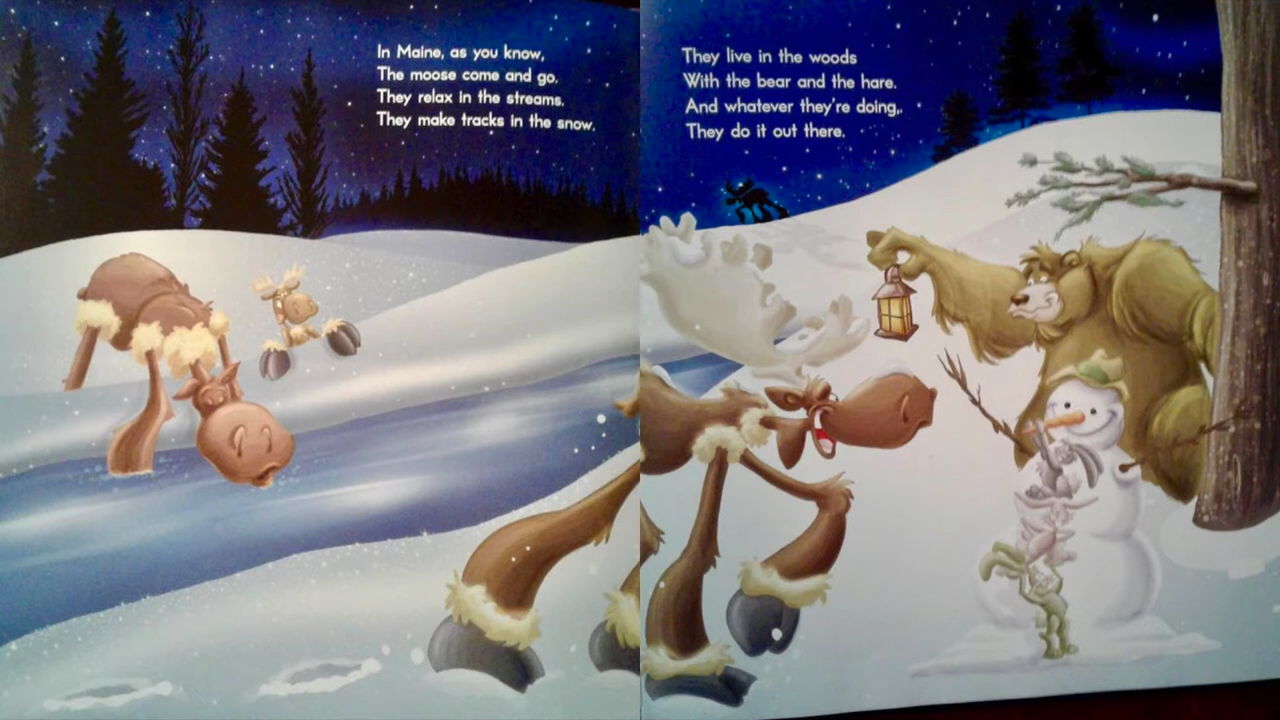 In Maine, as you know,
The moose come and go.
They relax in the streams.
They make tracks in the snow.
They live in the woods
With the bear and the hare.
And whatever they're doing,
They do it out there.